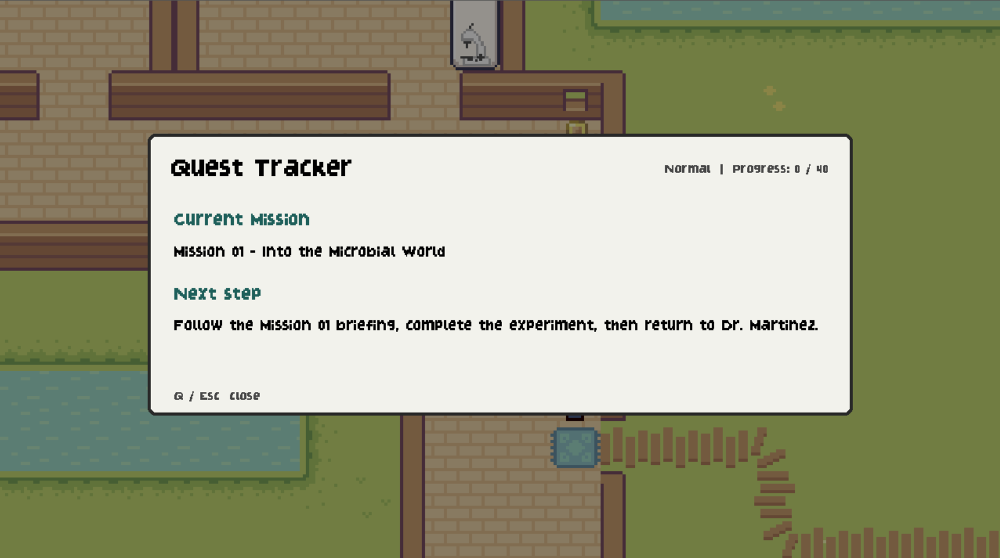 Quest Tracker
Normal | Progress: 0 / 40
Current Mission
Mission 01 - Into the Microbial World
Next step
Follow the Mission 01 briefing, complete the experiment, then return to Dr. Martinez.
Q / ESC Close